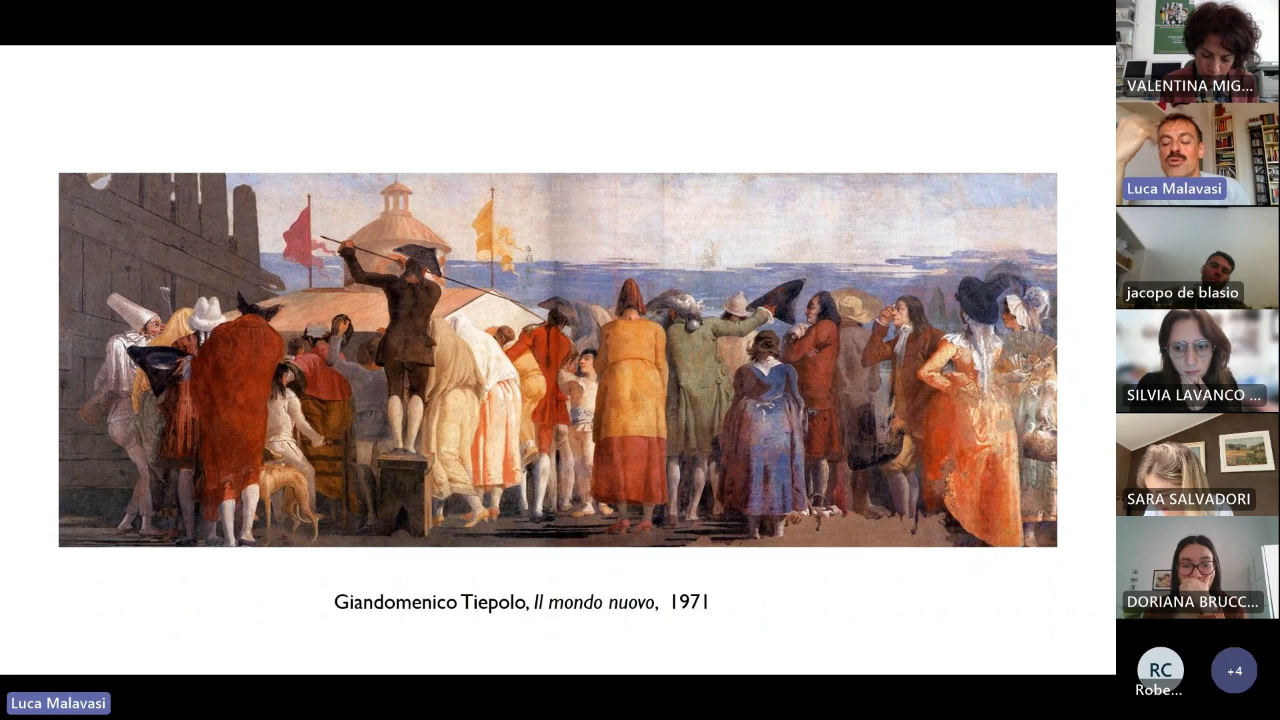 Giandomenico Tiepolo, Il mondo nuovo, 1971
VALENTINA MIG...
Luca Malavasi
jacopo de blasio
SILVIA LAVANCO ...
SARA SALVADORI
DORIANA BRUCC...
RC
Robe...
+4
Luca Malavasi